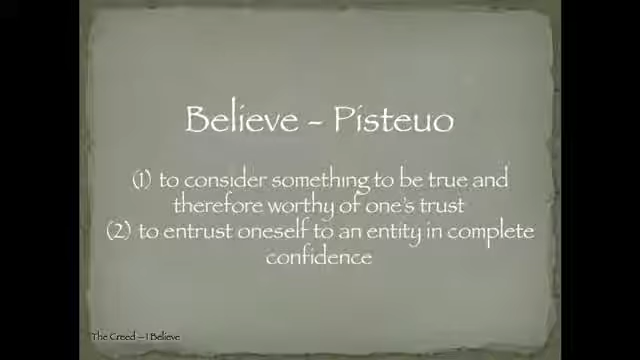 Believe – Pisteuo
(1) to consider something to be true and
therefore worthy of one's trust
(2) to entrust oneself to an entity in complete
confidence
The Creed – I Believe